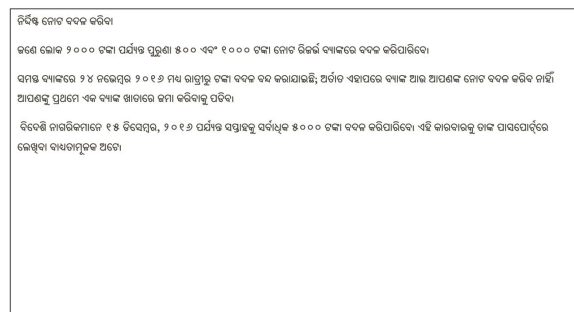 ନିର୍ଦ୍ଦିଷ୍ଟ ନୋଟ ବଦଳ କରିବା
ଜଣେ ଲୋକ ୨୦୦୦ ଟଙ୍କା ପର୍ଯ୍ୟନ୍ତ ପୁରୁଣା ୫୦୦ ଏବଂ ୧୦୦୦ ଟଙ୍କା ନୋଟ ରିଜର୍ଭ ବ୍ୟାଙ୍କରେ ବଦଳ କରିପାରିବେ।
ସମସ୍ତ ବ୍ୟାଙ୍କରେ ୨୪ ନଭେମ୍ବର ୨୦୧୬ ମଧ୍ୟ ରାତ୍ରୀରୁ ଟଙ୍କା ବଦଳ ବନ୍ଦ କରାଯାଇଛି; ଅର୍ତାତ ଏହାପରେ ବ୍ୟାଙ୍କ ଆଉ ଆପଣଙ୍କ ନୋଟ ବଦଳ କରିବ ନାହିଁ।
ଆପଣଙ୍କୁ ପ୍ରଥମେ ଏକ ବ୍ୟାଙ୍କ ଖାତାରେ ଜମା କରିବାକୁ ପଡିବ।
ବିଦେଶି ନାଗରିକମାନେ ୧୫ ଡିସେମ୍ବର, ୨୦୧୬ ପର୍ଯ୍ୟନ୍ତ ସପ୍ତାହକୁ ସର୍ବାଧିକ ୫୦୦୦ ଟଙ୍କା ବଦଳ କରିପାରିବେ। ଏହି କାରବାରକୁ ତାଙ୍କ ପାସପୋର୍ଟ୍‌ରେ
ଲେଖିବା ବାଧ୍ୟତାମୂଳକ ଅଟେ।